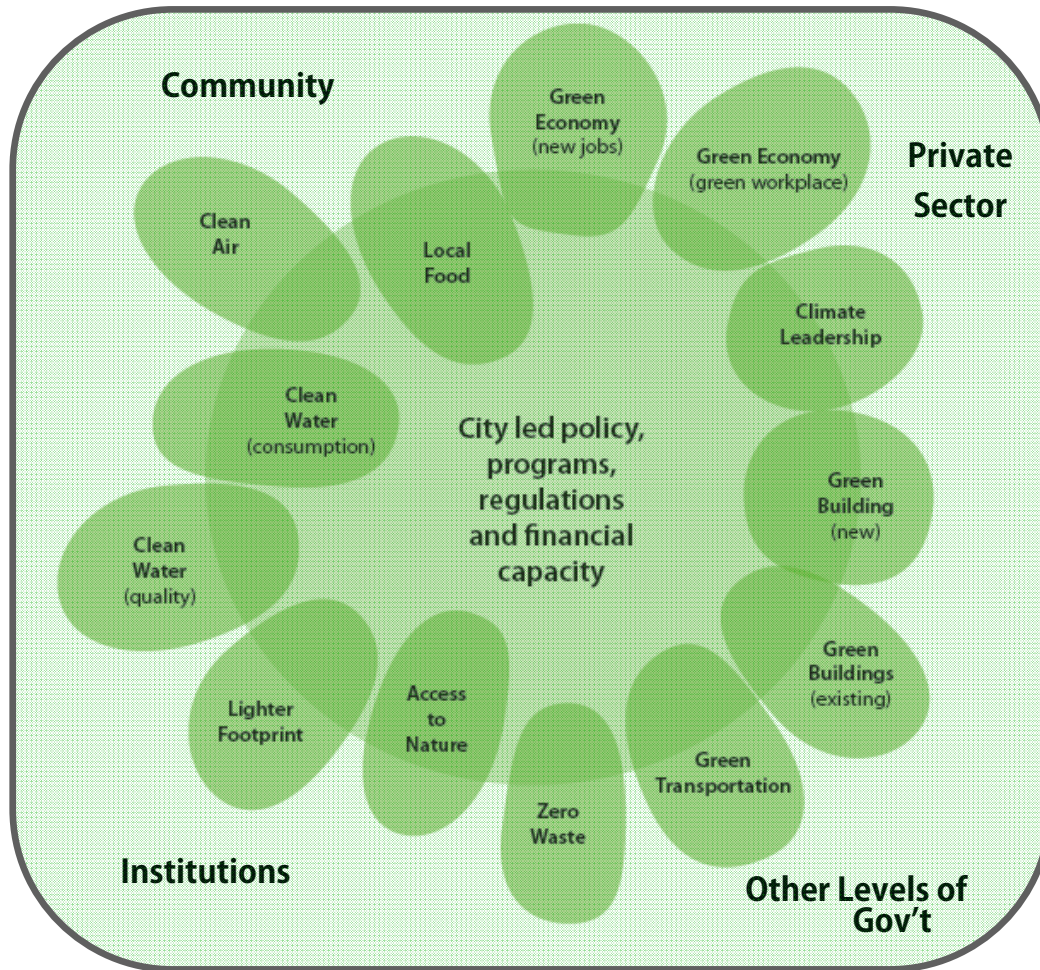 Community
Green
Economy
(new jobs)
Green Economy
(green workplace)
Private
Sector
Clean
Air
Local
Food
Climate
Leadership
Clean
Water
(consumption)
City led policy,
programs,
regulations
and financial
capacity
Green
Building
(new)
Clean
Water
(quality)
Green
Buildings
(existing)
Lighter
Footprint
Access
to
Nature
Green
Transportation
Zero
Waste
Institutions
Other Levels of
Gov’t